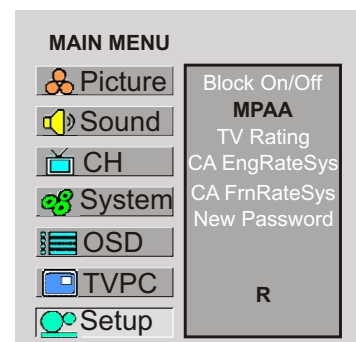 MAIN MENU
Picture
Sound
CH
System
OSD
TVPC
Setup
Block On/Off
MPAA
TV Rating
CA EngRateSys
CA FrnRateSys
New Password
R